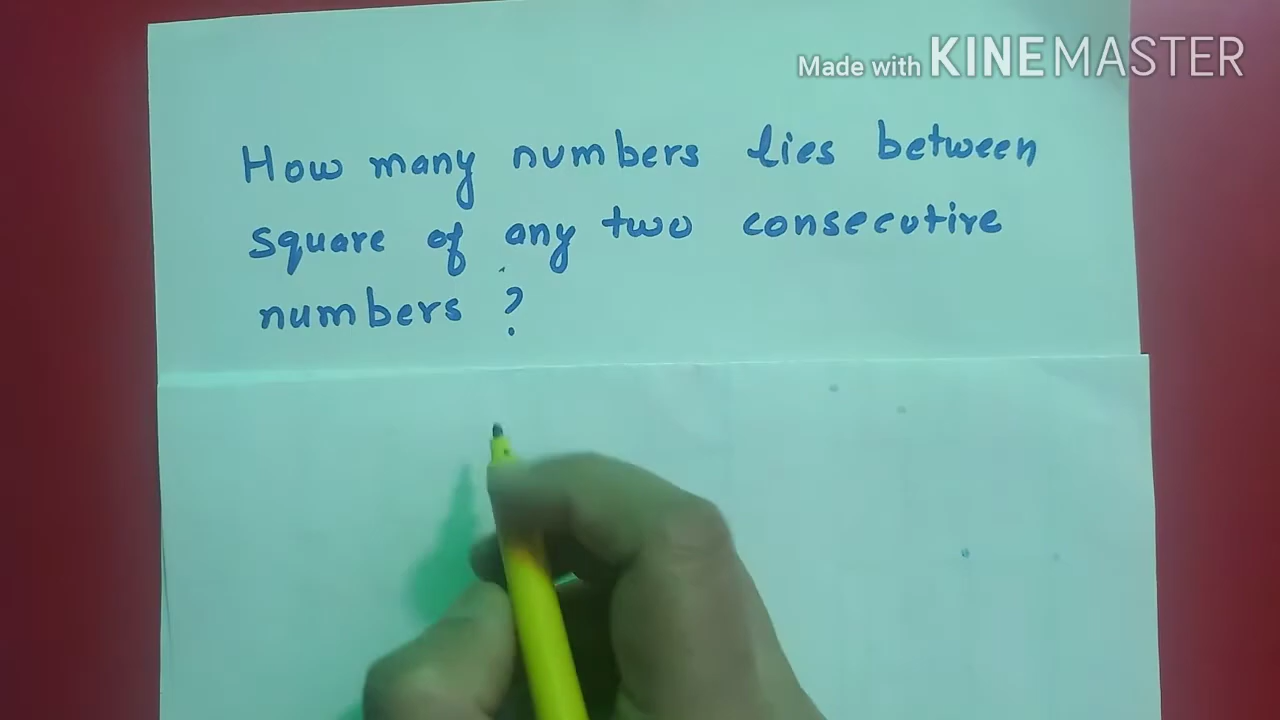 Made with KINEMASTER
How many numbers lies between
square of any two consecutive
numbers ?